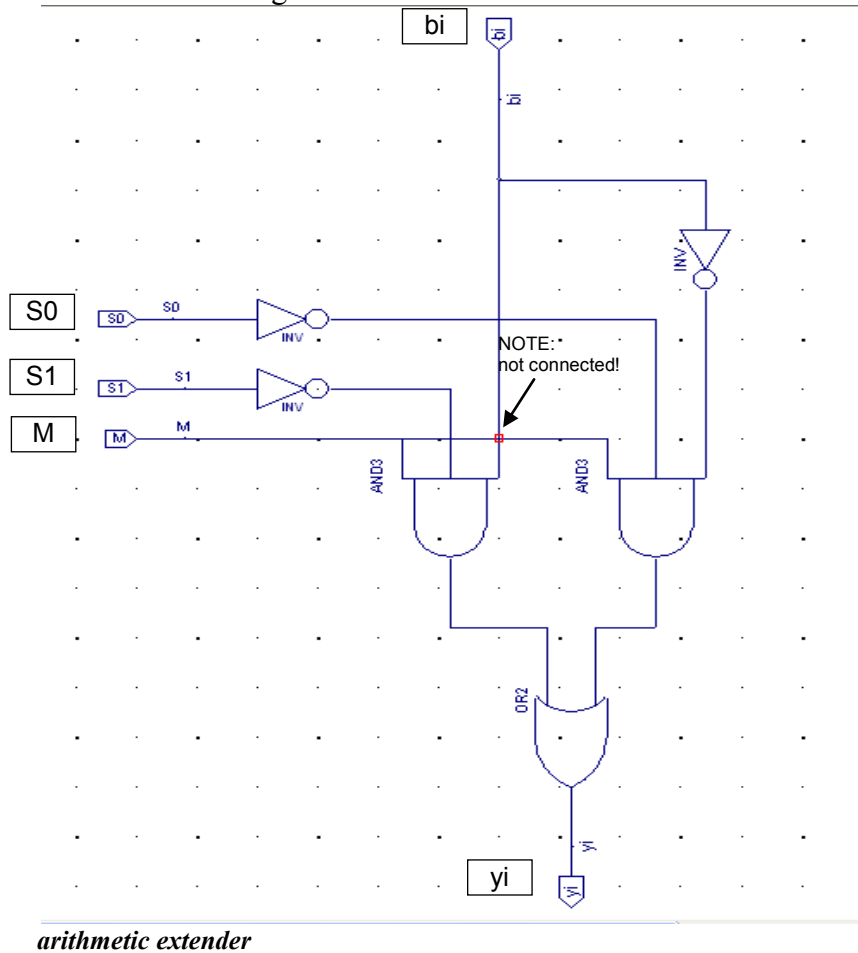 bi
bi
bi
INV
S0
S0
S0
INV
NOTE:
not connected!
S1
S1
S1
INV
M
M
M
AND3
AND3
OR2
yi
yi
yi
arithmetic extender